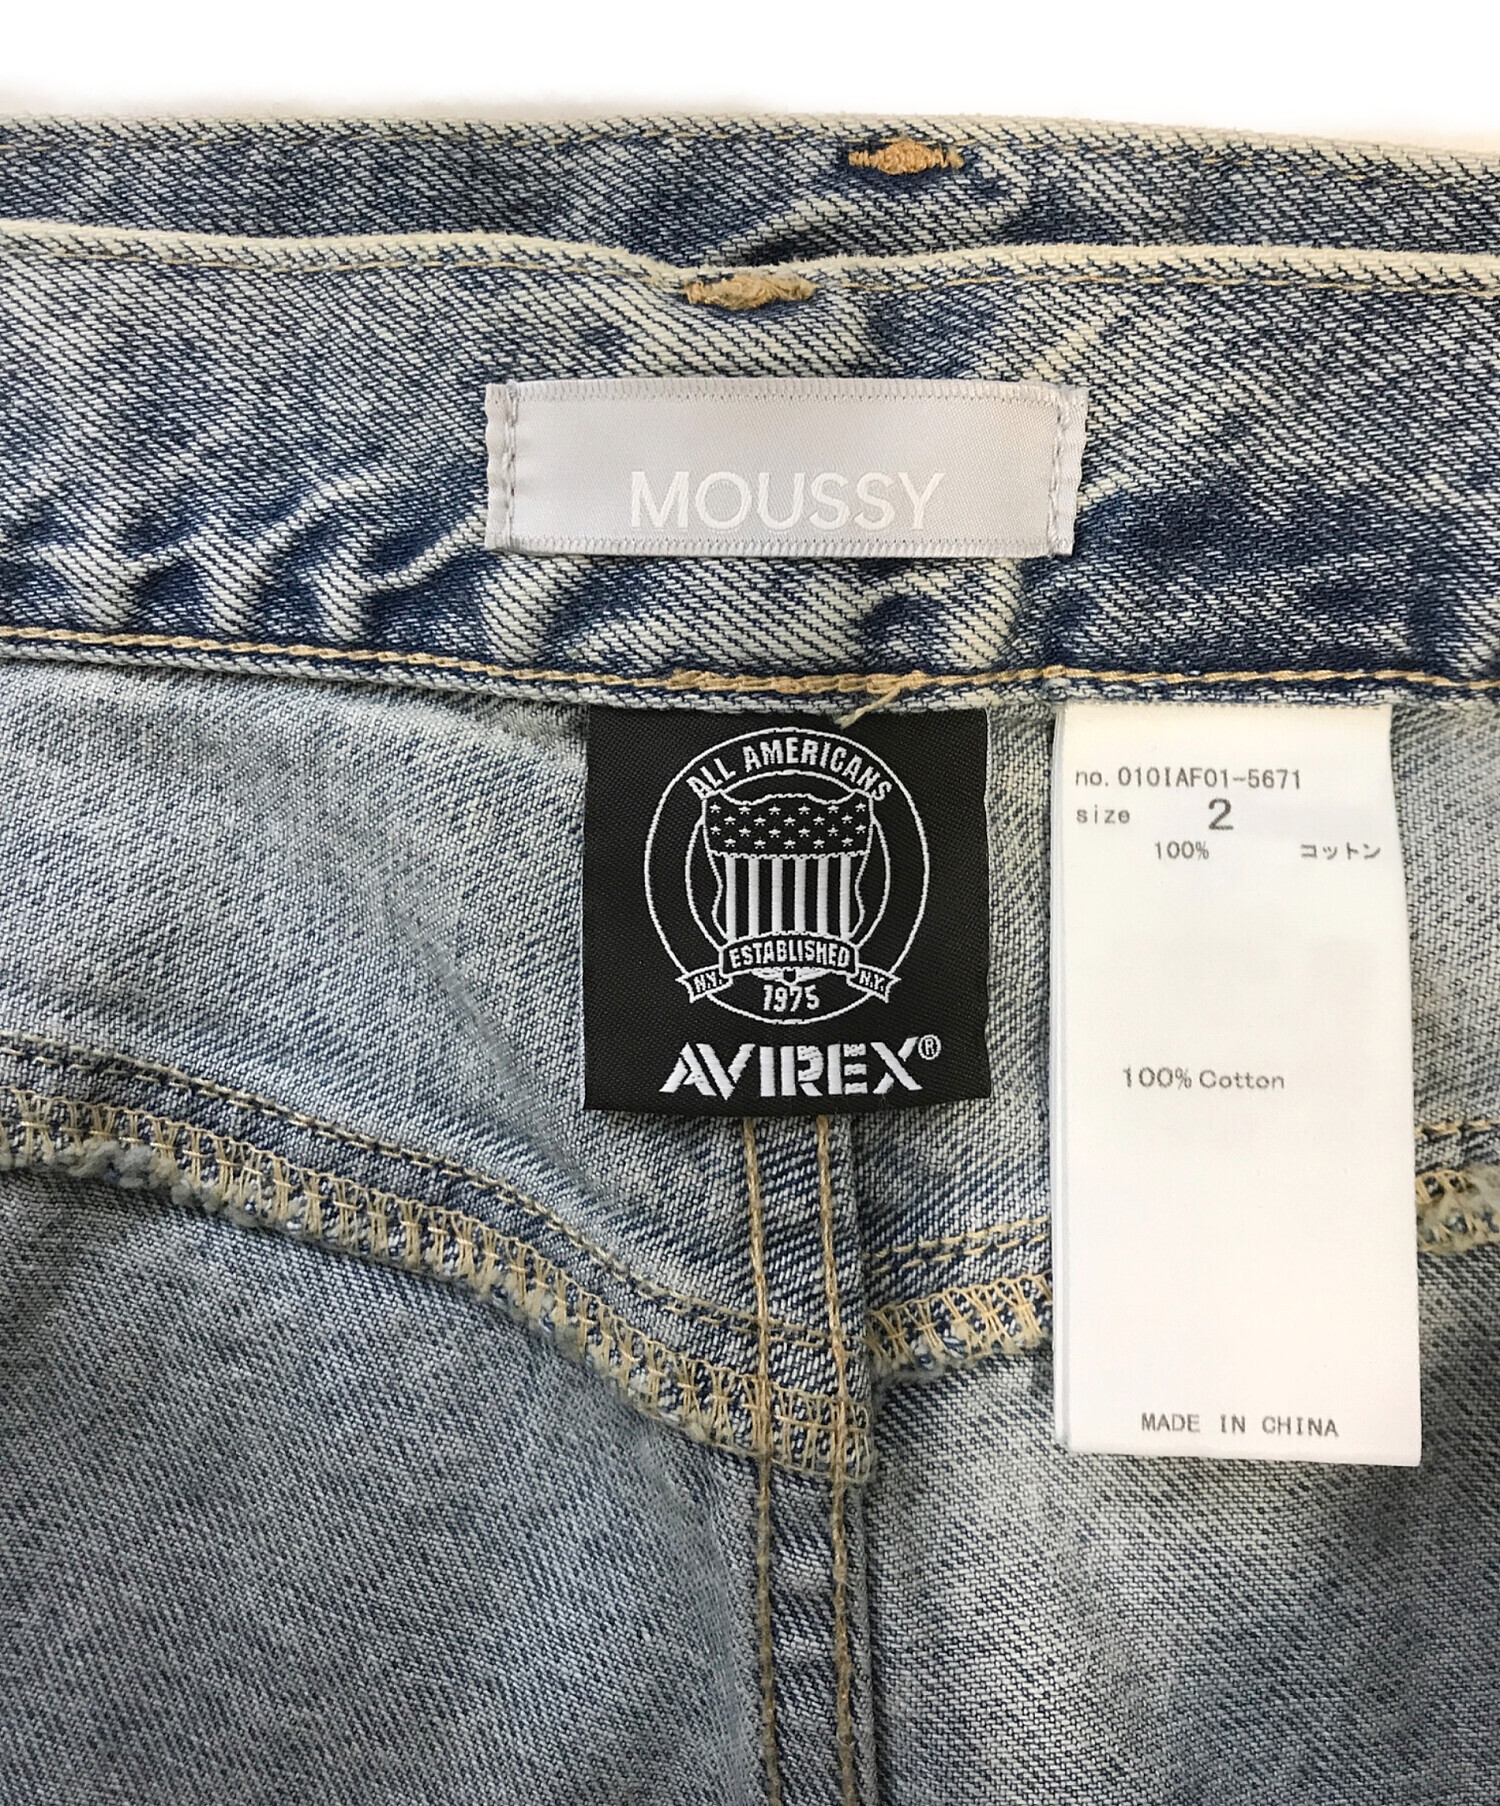 MOUSSY
ALL AMERICANS
ESTABLISHED
N.Y. N.Y.
1975
AVIREX®
no. 010IAF01-5671
size 2
100% コットン
100% Cotton
MADE IN CHINA